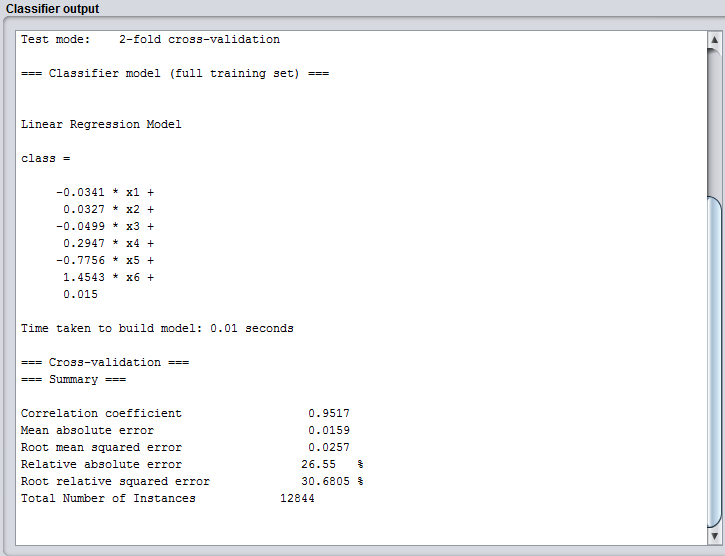 Classifier output
Test mode:    2-fold cross-validation
=== Classifier model (full training set) ===
Linear Regression Model
class =
-0.0341 * x1 +
0.0327 * x2 +
-0.0499 * x3 +
0.2947 * x4 +
-0.7756 * x5 +
1.4543 * x6 +
0.015
Time taken to build model: 0.01 seconds
=== Cross-validation ===
=== Summary ===
Correlation coefficient                  0.9517
Mean absolute error                      0.0159
Root mean squared error                  0.0257
Relative absolute error                 26.55   %
Root relative squared error             30.6805 %
Total Number of Instances            12844